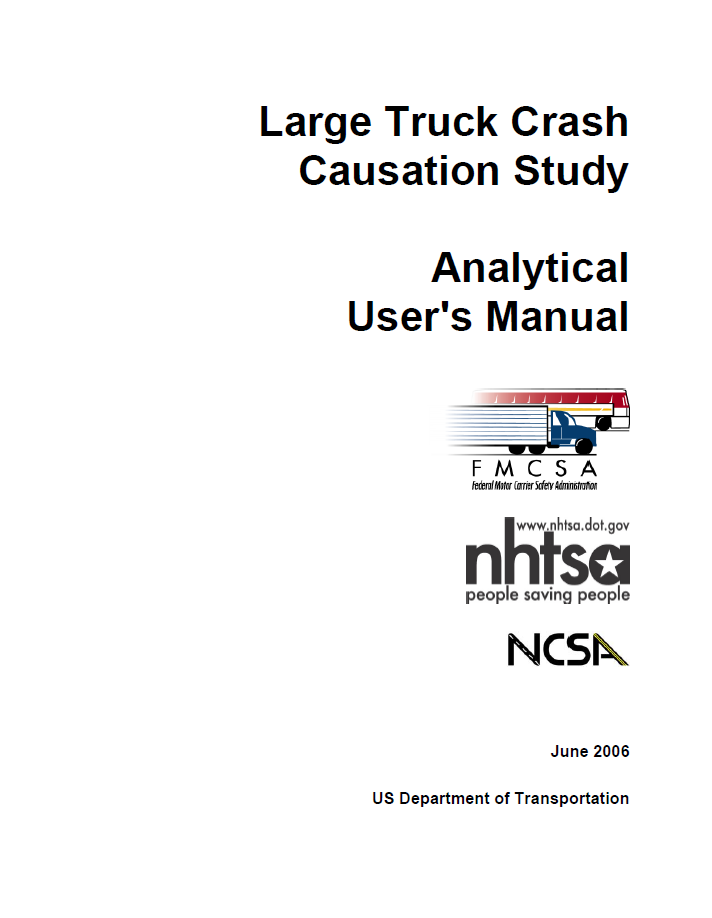 Large Truck Crash
Causation Study
Analytical
User's Manual
F M C S A
Federal Motor Carrier Safety Administration
www.nhtsa.dot.gov
nhtsa
people saving people
NCSA
June 2006
US Department of Transportation